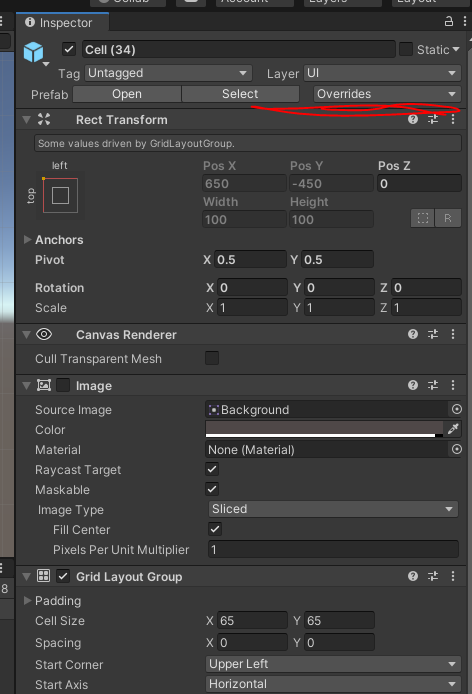 Collab Account Layers Layout
Inspector
Cell (34) Static
Tag Untagged Layer UI
Prefab Open Select Overrides
Rect Transform
Some values driven by GridLayoutGroup.
left Pos X Pos Y Pos Z
top 650 -450 0
Width Height
100 100 R
Anchors
Pivot X 0.5 Y 0.5
Rotation X 0 Y 0 Z 0
Scale X 1 Y 1 Z 1
Canvas Renderer
Cull Transparent Mesh
Image
Source Image Background
Color
Material None (Material)
Raycast Target
Maskable
Image Type Sliced
Fill Center
Pixels Per Unit Multiplier 1
Grid Layout Group
8
Padding
Cell Size X 65 Y 65
Spacing X 0 Y 0
Start Corner Upper Left
Start Axis Horizontal